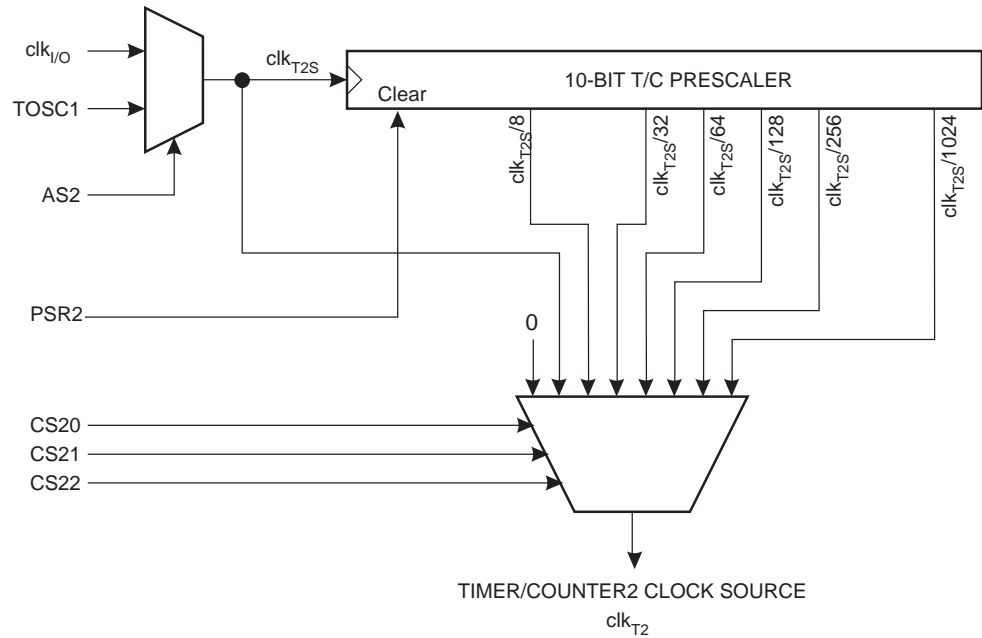 clkI/O
clkT2S
10-BIT T/C PRESCALER
TOSC1
Clear
clkT2S/8
clkT2S/32
clkT2S/64
clkT2S/128
clkT2S/256
clkT2S/1024
AS2
PSR2
0
CS20
CS21
CS22
TIMER/COUNTER2 CLOCK SOURCE
clkT2